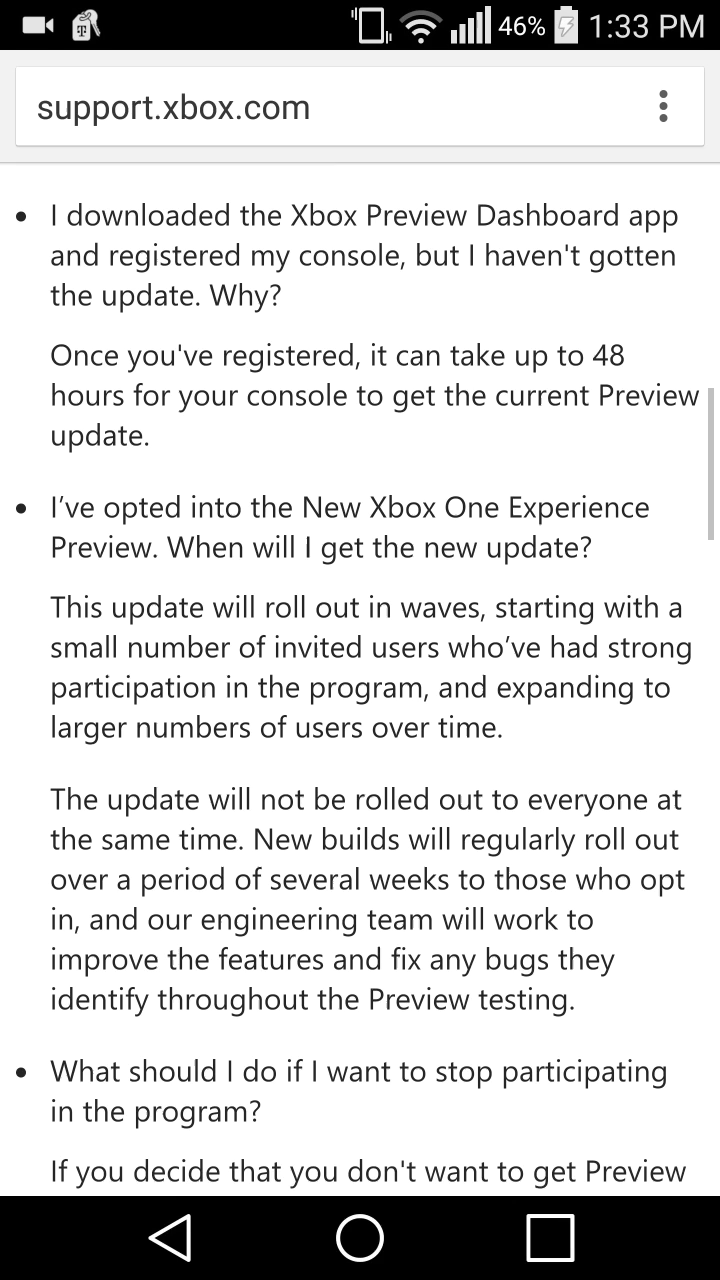 46% 1:33 PM
support.xbox.com
• I downloaded the Xbox Preview Dashboard app
and registered my console, but I haven't gotten
the update. Why?
Once you've registered, it can take up to 48
hours for your console to get the current Preview
update.
• I’ve opted into the New Xbox One Experience
Preview. When will I get the new update?
This update will roll out in waves, starting with a
small number of invited users who’ve had strong
participation in the program, and expanding to
larger numbers of users over time.
The update will not be rolled out to everyone at
the same time. New builds will regularly roll out
over a period of several weeks to those who opt
in, and our engineering team will work to
improve the features and fix any bugs they
identify throughout the Preview testing.
• What should I do if I want to stop participating
in the program?
If you decide that you don't want to get Preview